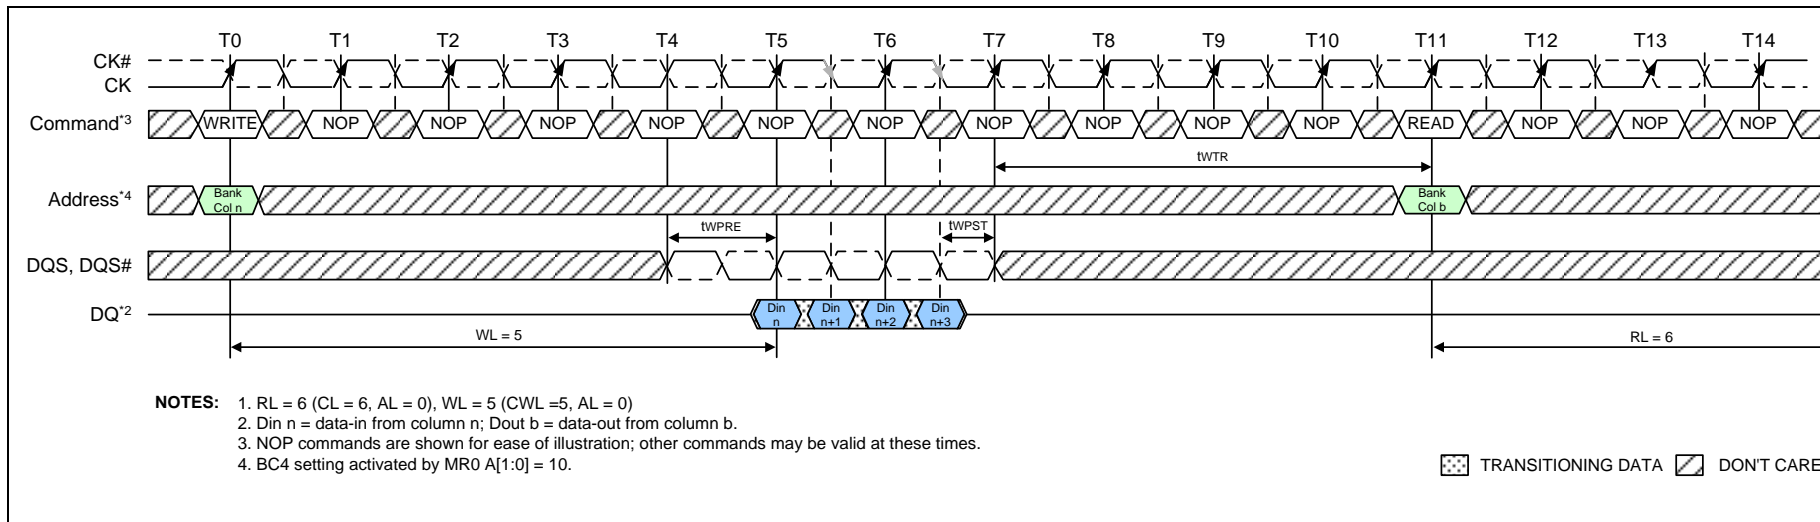 T0 T1 T2 T3 T4 T5 T6 T7 T8 T9 T10 T11 T12 T13 T14
CK#
CK
Command*3 WRITE NOP NOP NOP NOP NOP NOP NOP NOP NOP NOP READ NOP NOP NOP
tWTR
Address*4 Bank Col n Bank Col b
tWPRE tWPST
DQS, DQS#
DQ*2 Din n Din n+1 Din n+2 Din n+3
WL = 5 RL = 6
NOTES: 1. RL = 6 (CL = 6, AL = 0), WL = 5 (CWL =5, AL = 0)
2. Din n = data-in from column n; Dout b = data-out from column b.
3. NOP commands are shown for ease of illustration; other commands may be valid at these times.
4. BC4 setting activated by MR0 A[1:0] = 10.
TRANSITIONING DATA DON'T CARE